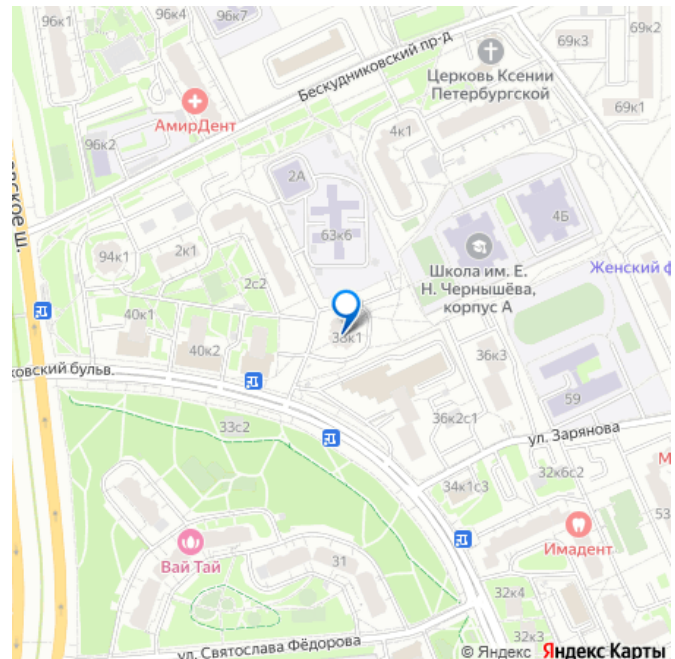 96к1
96к7
69к3
69к2
Бескудниковский пр-д
Церковь Ксении
Петербургской
АмирДент
96к2
4к1
69к1
2А
63к6
4Б
ское ш.
94к1
2к1
2с2
Школа им. Е.
Н. Чернышёва,
корпус А
Женский ф
40к1
40к2
38к1
36к3
ковский бульв.
59
33с2
36к2с1
ул. Зарянова
М
34к1с3
32к6с2
53
Вай Тай
31
Имадент
32к4
32к3
ул. Святослава Фёдорова
© Яндекс Яндекс Карты